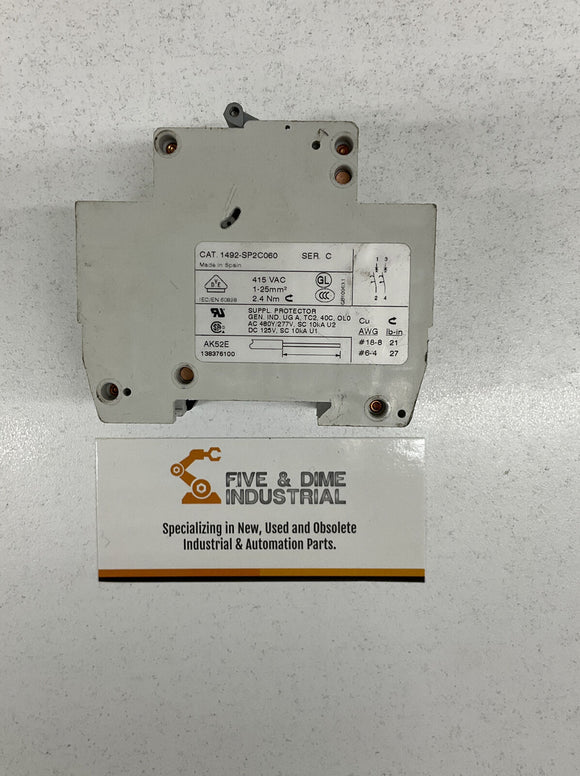 CAT. 1492-SP2C060 SER. C
Made in Spain
415 VAC
1-25mm²
2.4 Nm
IEC/EN 60898
GL
CCC
1 3
2 4
SUPPL. PROTECTOR
GEN. IND. UG A, TC2, 40C, OL0
AC 480Y/277V, SC 10kA U2
DC 125V, SC 10kA U1
Cu
AWG lb-in
#18-8 21
#6-4 27
AK52E
138376100
FIVE & DIME
INDUSTRIAL
Specializing in New, Used and Obsolete
Industrial & Automation Parts.